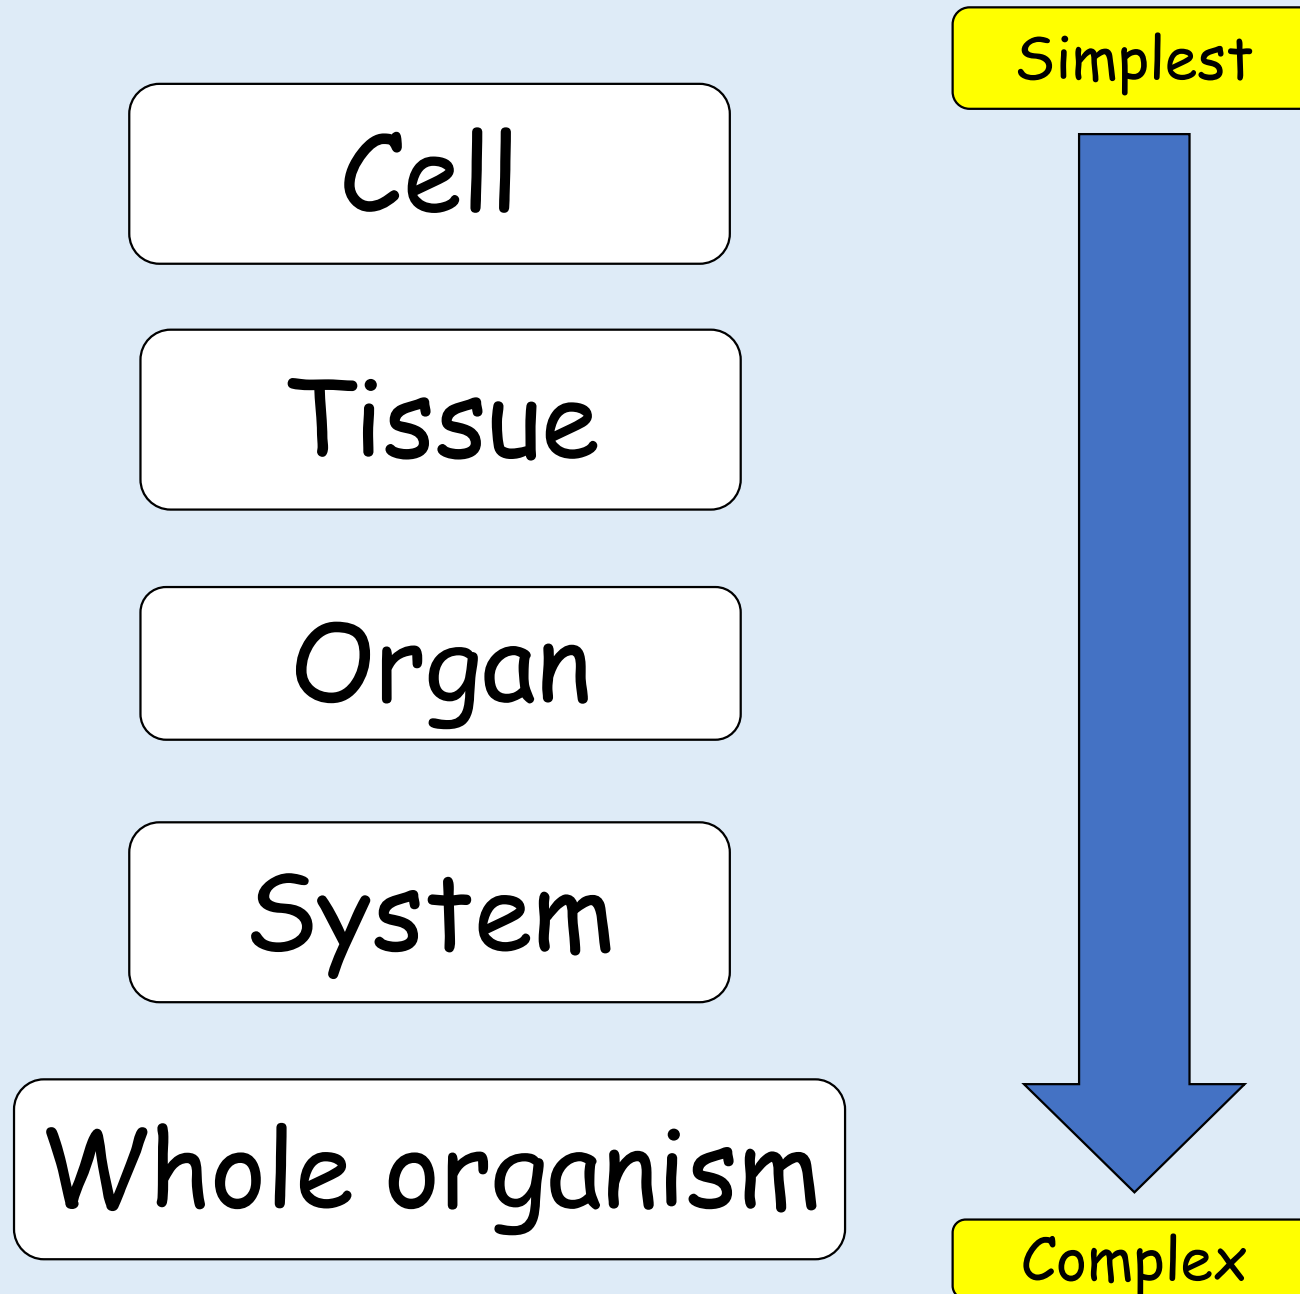 Simplest
Cell
Tissue
Organ
System
Whole organism
Complex